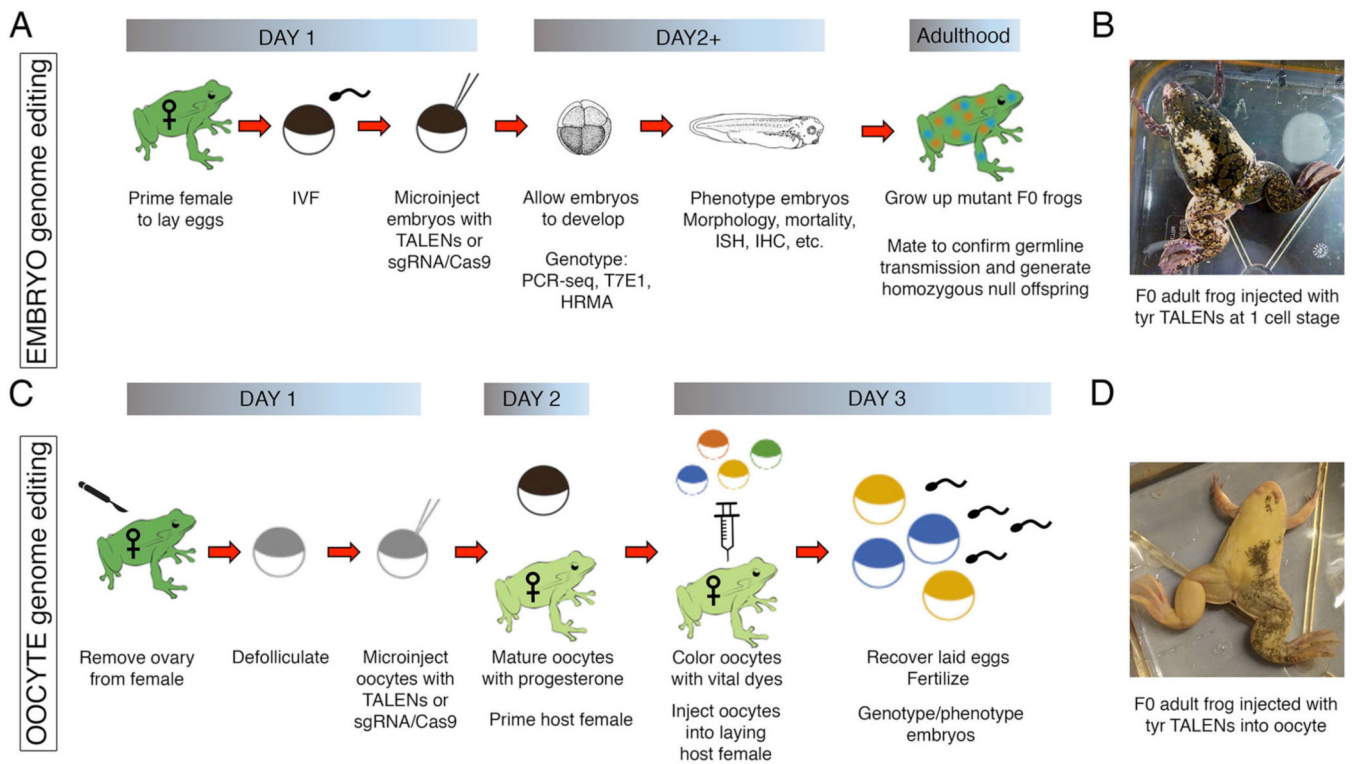 A
EMBRYO genome editing
DAY 1
DAY2+
Adulthood
Prime female
to lay eggs
IVF
Microinject
embryos with
TALENs or
sgRNA/Cas9
Allow embryos
to develop
Genotype:
PCR-seq, T7E1,
HRMA
Phenotype embryos
Morphology, mortality,
ISH, IHC, etc.
Grow up mutant F0 frogs
Mate to confirm germline
transmission and generate
homozygous null offspring
B
F0 adult frog injected with
tyr TALENs at 1 cell stage
C
OOCYTE genome editing
DAY 1
DAY 2
DAY 3
Remove ovary
from female
Defolliculate
Microinject
oocytes with
TALENs or
sgRNA/Cas9
Mature oocytes
with progesterone
Prime host female
Color oocytes
with vital dyes
Inject oocytes
into laying
host female
Recover laid eggs
Fertilize
Genotype/phenotype
embryos
D
F0 adult frog injected with
tyr TALENs into oocyte